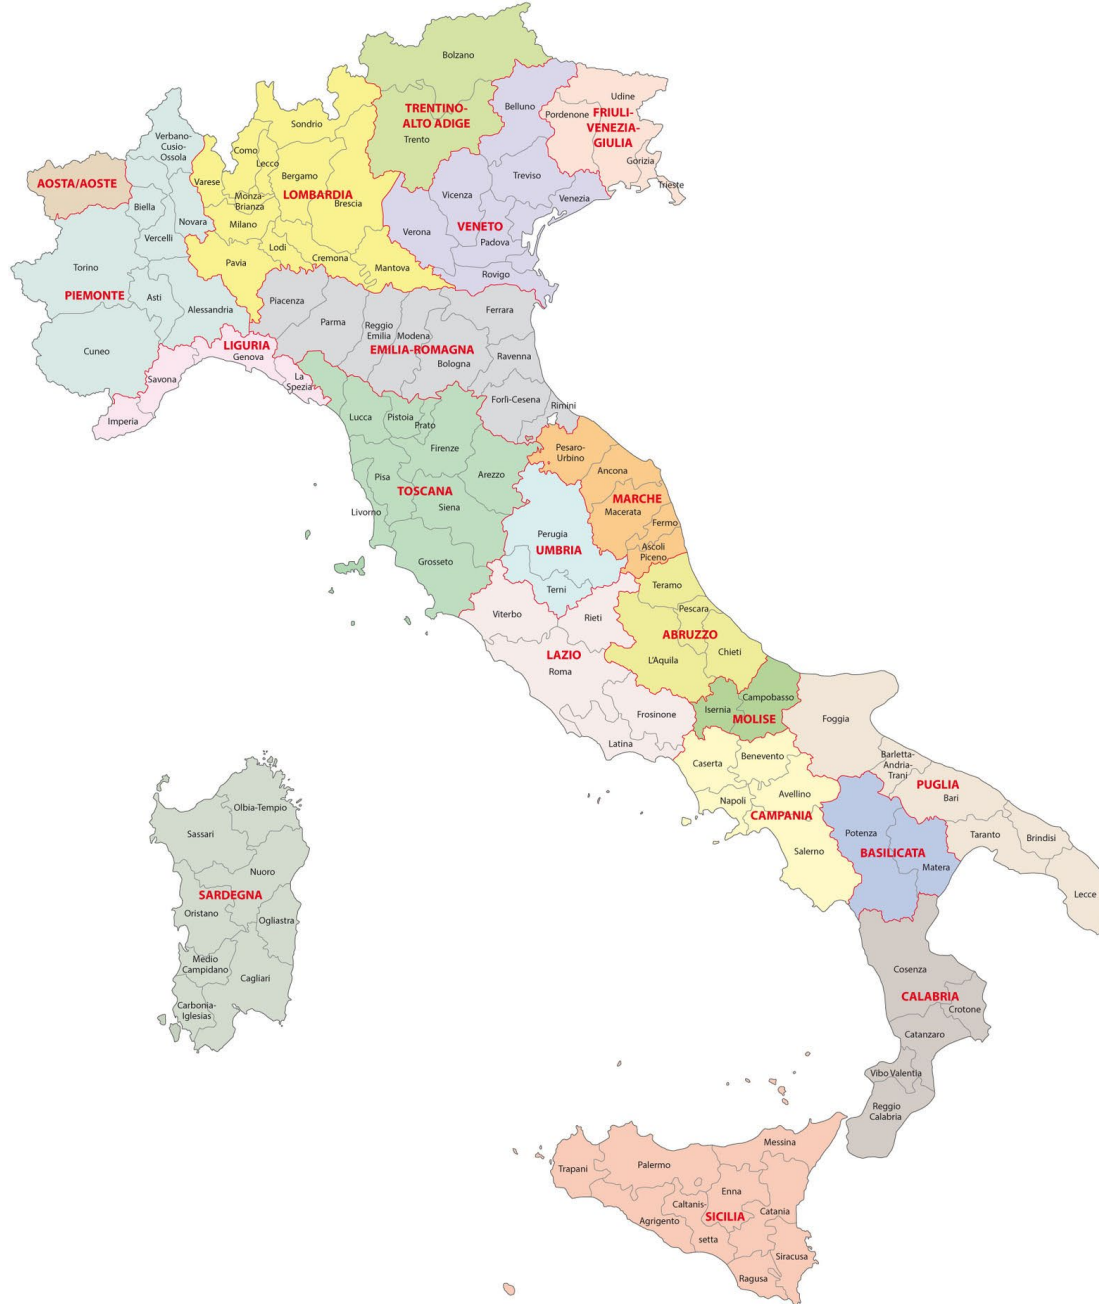 Bolzano
TRENTINO-
ALTO ADIGE
Trento
Belluno
Udine
Pordenone
FRIULI-
VENEZIA-
GIULIA
Gorizia
Trieste
Verbano-
Cusio-
Ossola
Sondrio
Como
Lecco
Bergamo
Varese
LOMBARDIA
Monza-
Brianza
Brescia
Milano
Lodi
Cremona
Pavia
Mantova
AOSTA/AOSTE
Biella
Novara
Vercelli
Torino
PIEMONTE
Asti
Alessandria
Cuneo
Treviso
Vicenza
Venezia
VENETO
Verona
Padova
Rovigo
Piacenza
Parma
Reggio
Emilia
Modena
Ferrara
EMILIA-ROMAGNA
Bologna
Ravenna
Forlì-Cesena
Rimini
LIGURIA
Genova
Savona
La
Spezia
Imperia
Lucca
Pistoia
Prato
Firenze
Pisa
Arezzo
TOSCANA
Livorno
Siena
Grosseto
Pesaro-
Urbino
Ancona
MARCHE
Macerata
Fermo
Ascoli
Piceno
Perugia
UMBRIA
Terni
Viterbo
Rieti
LAZIO
Roma
Frosinone
Latina
Teramo
Pescara
ABRUZZO
L'Aquila
Chieti
Campobasso
Isernia
MOLISE
Foggia
Barletta-
Andria-
Trani
PUGLIA
Bari
Taranto
Brindisi
Lecce
Caserta
Benevento
Napoli
Avellino
CAMPANIA
Salerno
Potenza
BASILICATA
Matera
Cosenza
CALABRIA
Crotone
Catanzaro
Vibo Valentia
Reggio
Calabria
Olbia-Tempio
Sassari
Nuoro
SARDEGNA
Oristano
Ogliastra
Medio
Campidano
Cagliari
Carbonia-
Iglesias
Messina
Trapani
Palermo
Enna
Caltanis-
setta
Catania
Agrigento
SICILIA
Siracusa
Ragusa